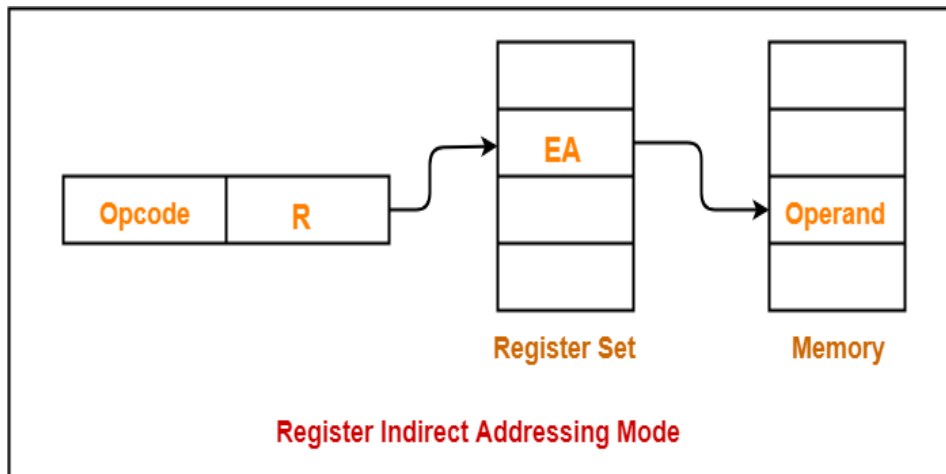 EA
Opcode
R
Operand
Register Set
Memory
Register Indirect Addressing Mode